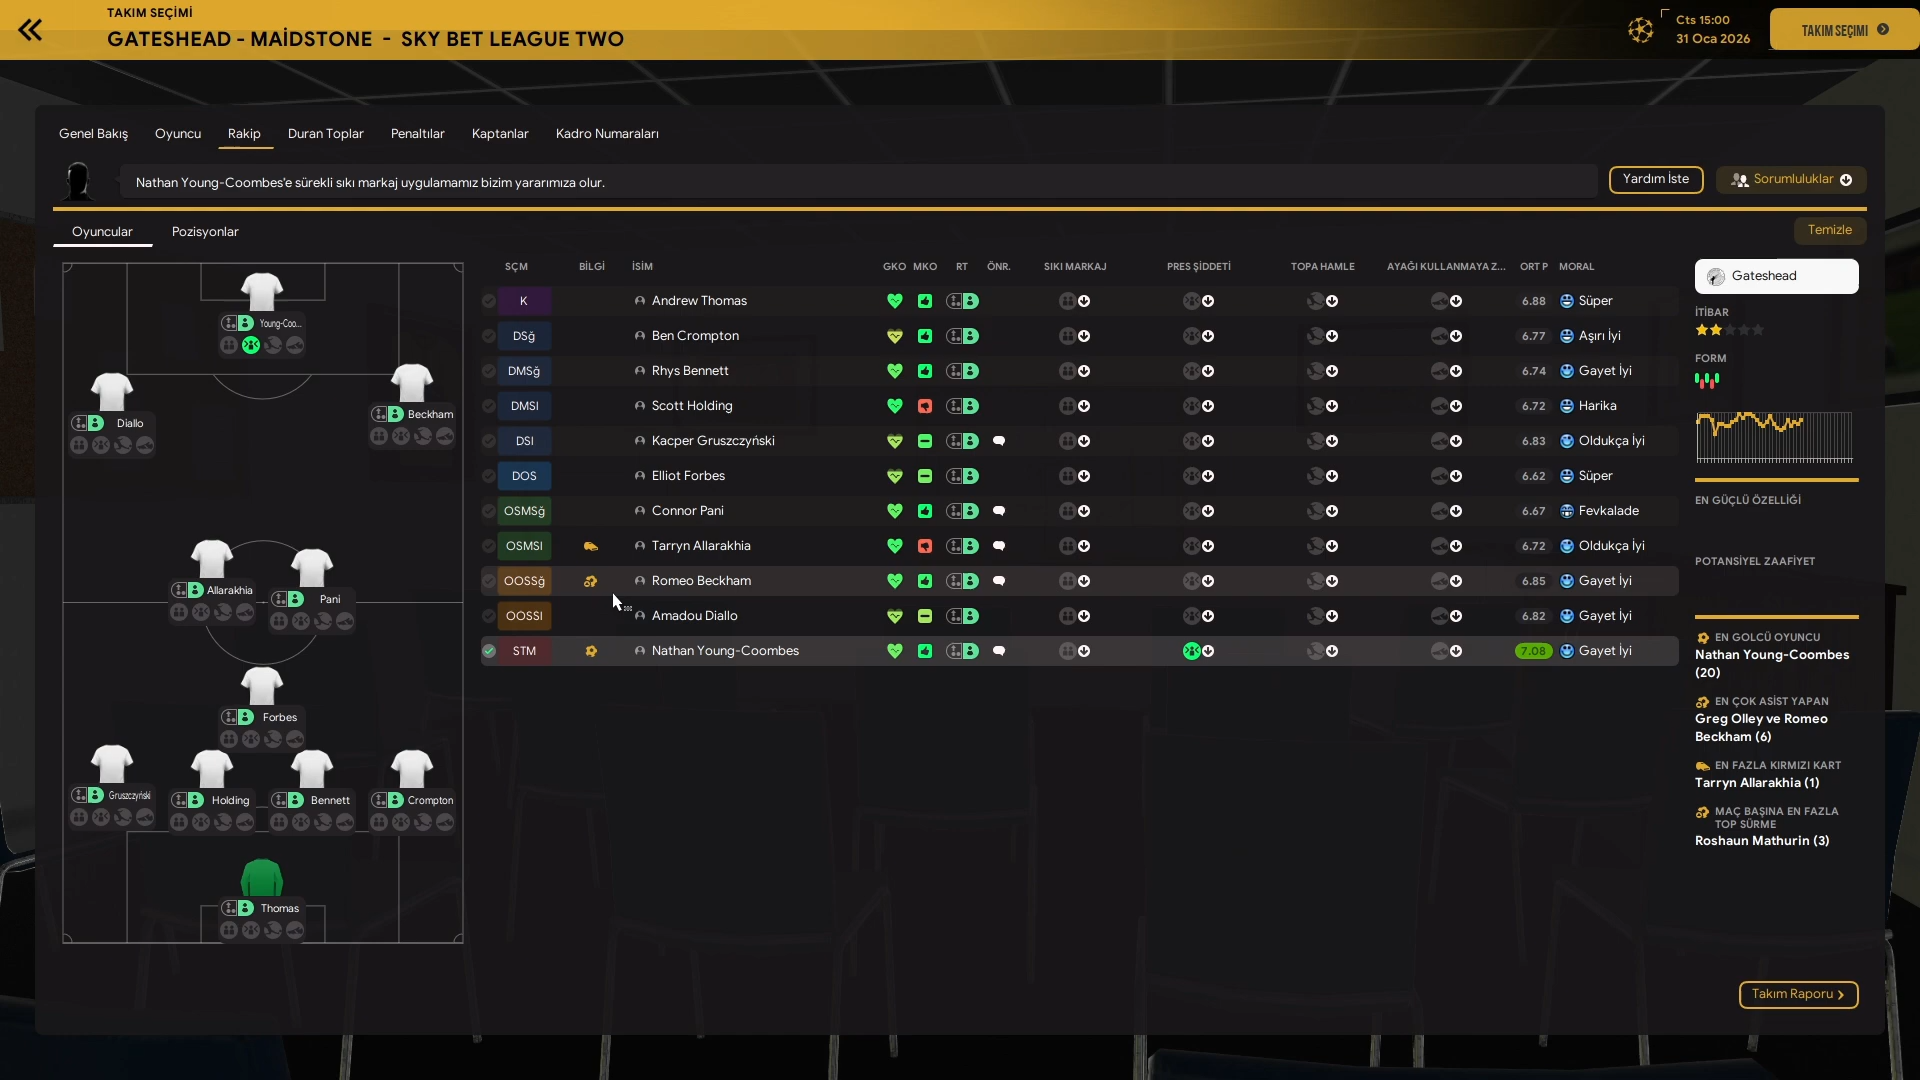 TAKIM SEÇİMİ
GATESHEAD - MAİDSTONE - SKY BET LEAGUE TWO
Cts 15:00
31 Oca 2026
TAKIM SEÇIMI
Genel Bakış Oyuncu Rakip Duran Toplar Penaltılar Kaptanlar Kadro Numaraları
Nathan Young-Coombes'e sürekli sıkı markaj uygulamamız bizim yararımıza olur.
Yardım İste
Sorumluluklar
Oyuncular Pozisyonlar
Temizle
Young-Coo...
Diallo
Beckham
Allarakhia
Pani
Forbes
Gruszczyński
Holding
Bennett
Crompton
Thomas
SÇM BİLGİ İSİM GKO MKO RT ÖNR. SIKI MARKAJ PRES ŞİDDETİ TOPA HAMLE AYAĞI KULLANMAYA Z... ORT P MORAL
K Andrew Thomas 6.88 Süper
DSğ Ben Crompton 6.77 Aşırı İyi
DMSğ Rhys Bennett 6.74 Gayet İyi
DMSl Scott Holding 6.72 Harika
DSl Kacper Gruszczyński 6.83 Oldukça İyi
DOS Elliot Forbes 6.62 Süper
OSMSğ Connor Pani 6.67 Fevkalade
OSMSl Tarryn Allarakhia 6.72 Oldukça İyi
OOSSğ Romeo Beckham 6.85 Gayet İyi
OOSSl Amadou Diallo 6.82 Gayet İyi
STM Nathan Young-Coombes 7.08 Gayet İyi
Gateshead
İTİBAR
FORM
EN GÜÇLÜ ÖZELLİĞİ
POTANSİYEL ZAAFİYET
EN GOLCÜ OYUNCU
Nathan Young-Coombes
(20)
EN ÇOK ASİST YAPAN
Greg Olley ve Romeo
Beckham (6)
EN FAZLA KIRMIZI KART
Tarryn Allarakhia (1)
MAÇ BAŞINA EN FAZLA
TOP SÜRME
Roshaun Mathurin (3)
Takım Raporu